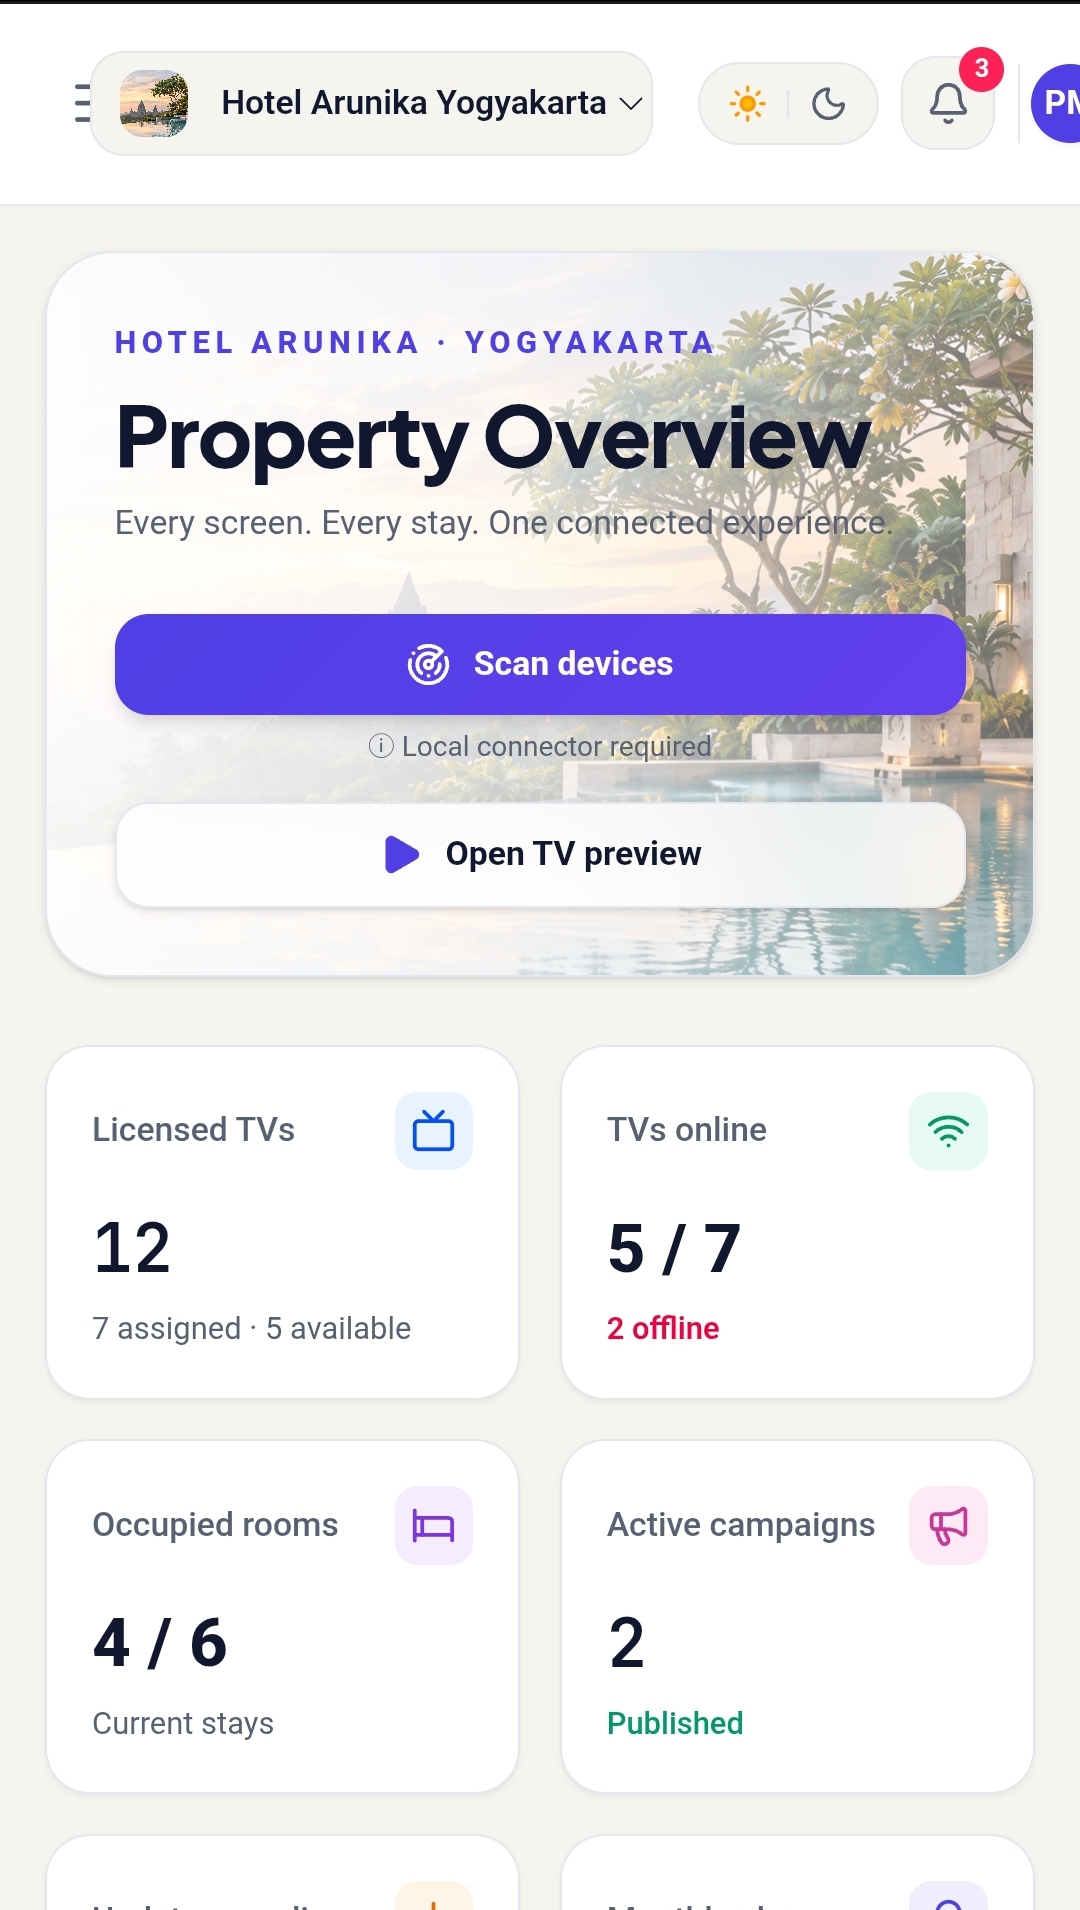 Hotel Arunika Yogyakarta
3
HOTEL ARUNIKA · YOGYAKARTA
Property Overview
Every screen. Every stay. One connected experience.
Scan devices
Local connector required
Open TV preview
Licensed TVs
12
7 assigned · 5 available
TVs online
5 / 7
2 offline
Occupied rooms
4 / 6
Current stays
Active campaigns
2
Published